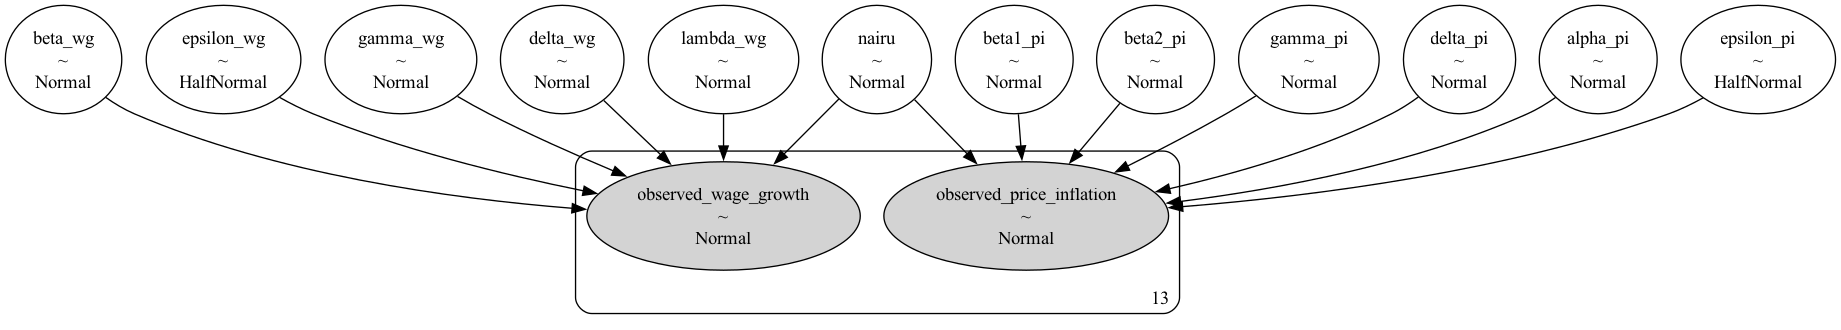 beta_wg
~
Normal
epsilon_wg
~
HalfNormal
gamma_wg
~
Normal
delta_wg
~
Normal
lambda_wg
~
Normal
nairu
~
Normal
beta1_pi
~
Normal
beta2_pi
~
Normal
gamma_pi
~
Normal
delta_pi
~
Normal
alpha_pi
~
Normal
epsilon_pi
~
HalfNormal
observed_wage_growth
~
Normal
observed_price_inflation
~
Normal
13